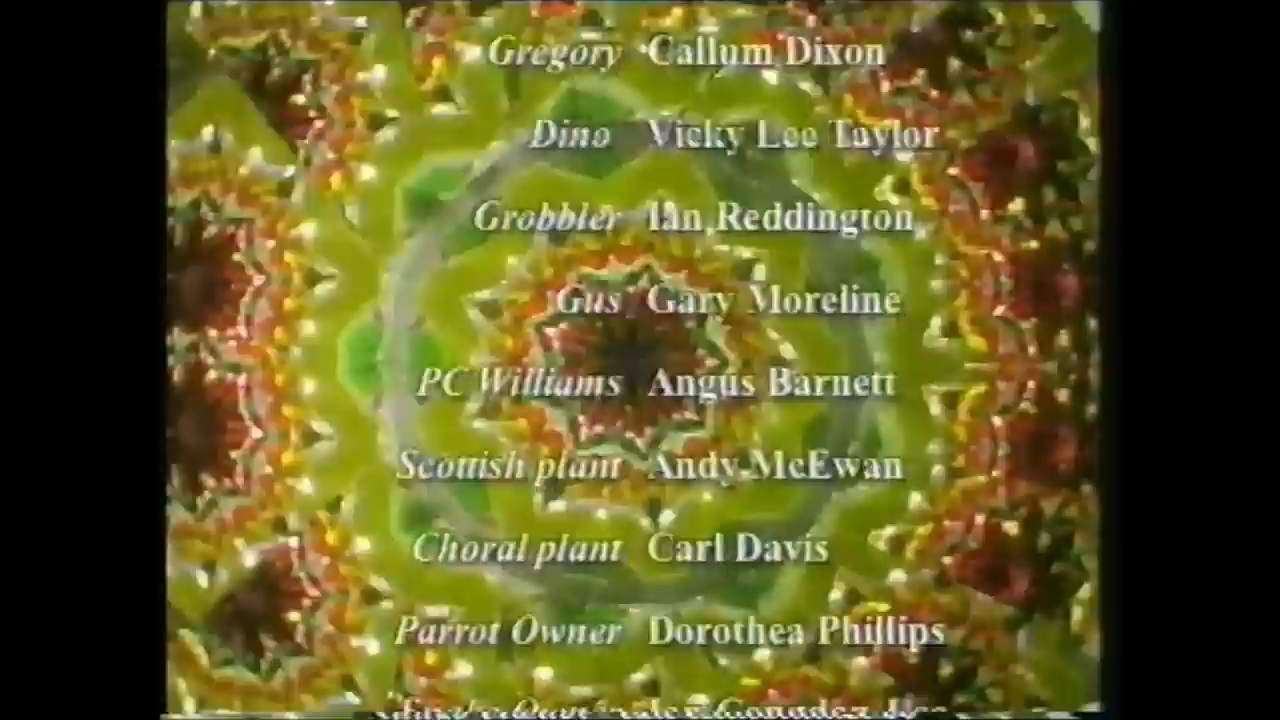 Gregory Callum Dixon
Dino Vicky Lee Taylor
Grobbler Ian Reddington
Gus Gary Moreline
PC Williams Angus Barnett
Scottish plant Andy McEwan
Choral plant Carl Davis
Parrot Owner Dorothea Phillips